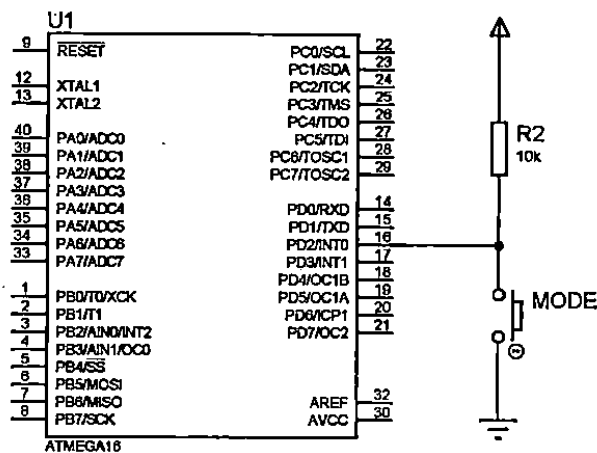 U1
9 RESET
12 XTAL1
13 XTAL2
40 PA0/ADC0
39 PA1/ADC1
38 PA2/ADC2
37 PA3/ADC3
36 PA4/ADC4
35 PA5/ADC5
34 PA6/ADC6
33 PA7/ADC7
1 PB0/T0/XCK
2 PB1/T1
3 PB2/AIN0/INT2
4 PB3/AIN1/OC0
5 PB4/SS
6 PB5/MOSI
7 PB6/MISO
8 PB7/SCK
PC0/SCL 22
PC1/SDA 23
PC2/TCK 24
PC3/TMS 25
PC4/TDO 26
PC5/TDI 27
PC6/TOSC1 28
PC7/TOSC2 29
PD0/RXD 14
PD1/TXD 15
PD2/INT0 16
PD3/INT1 17
PD4/OC1B 18
PD5/OC1A 19
PD6/ICP1 20
PD7/OC2 21
AREF 32
AVCC 30
ATMEGA16
R2
10k
MODE